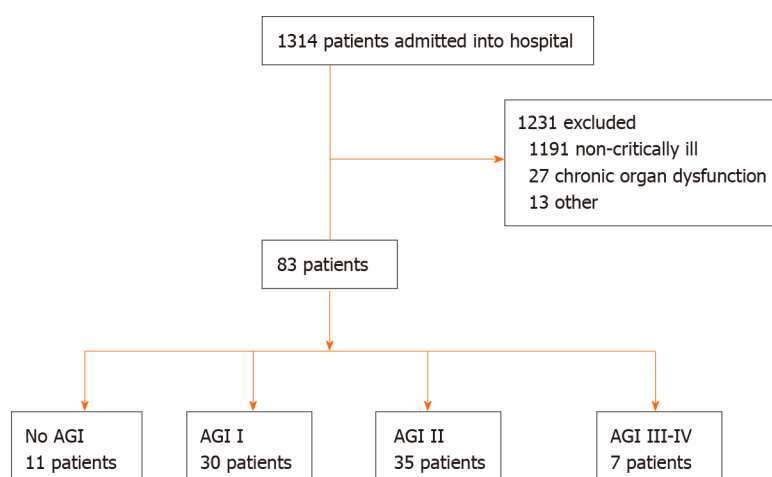 1314 patients admitted into hospital
1231 excluded
1191 non-critically ill
27 chronic organ dysfunction
13 other
83 patients
No AGI
11 patients
AGI I
30 patients
AGI II
35 patients
AGI III-IV
7 patients